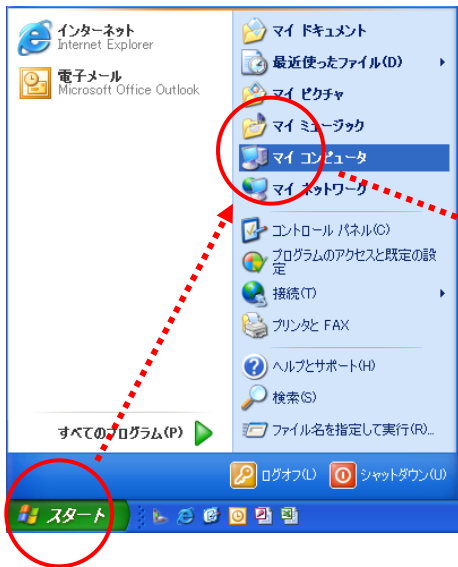 インターネット
Internet Explorer
電子メール
Microsoft Office Outlook
すべてのプログラム(P)
マイ ドキュメント
最近使ったファイル(D)
マイ ピクチャ
マイ ミュージック
マイ コンピュータ
マイ ネットワーク
コントロール パネル(C)
プログラムのアクセスと既定の設
定
接続(T)
プリンタと FAX
ヘルプとサポート(H)
検索(S)
ファイル名を指定して実行(R)...
ログオフ(L)
シャットダウン(U)
スタート